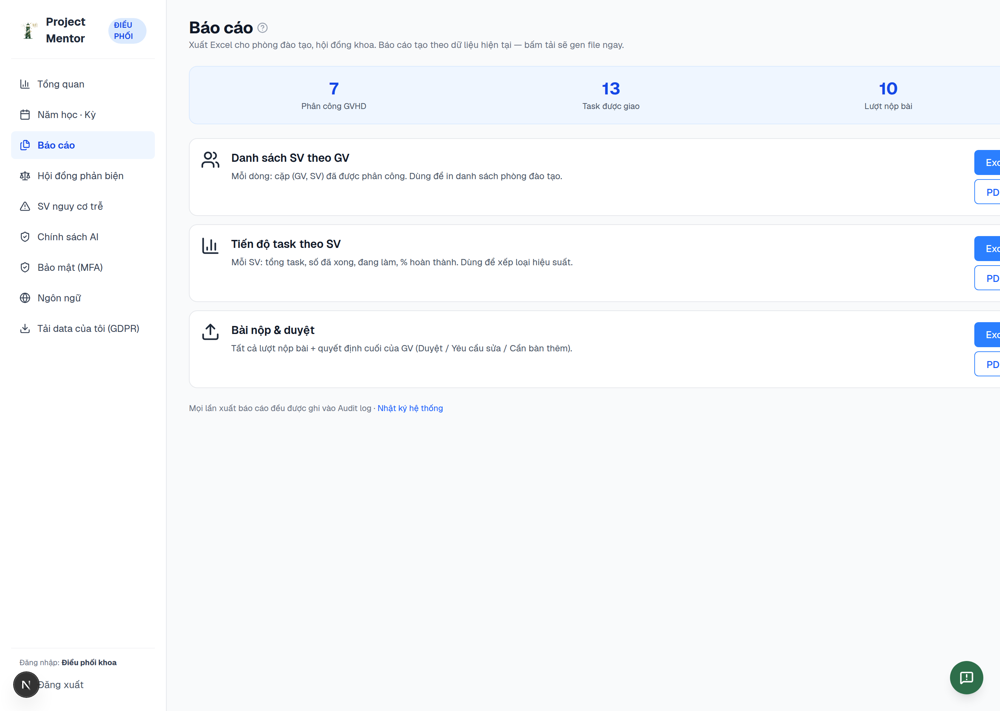 Project
Mentor
ĐIỀU
PHỐI
Tổng quan
Năm học · Kỳ
Báo cáo
Hội đồng phản biện
SV nguy cơ trễ
Chính sách AI
Bảo mật (MFA)
Ngôn ngữ
Tải data của tôi (GDPR)
Đăng nhập: Điều phối khoa
N
Đăng xuất
Báo cáo
Xuất Excel cho phòng đào tạo, hội đồng khoa. Báo cáo tạo theo dữ liệu hiện tại — bấm tải sẽ gen file ngay.
7
Phân công GVHD
13
Task được giao
10
Lượt nộp bài
Danh sách SV theo GV
Mỗi dòng: cặp (GV, SV) đã được phân công. Dùng để in danh sách phòng đào tạo.
Exc
PD
Tiến độ task theo SV
Mỗi SV: tổng task, số đã xong, đang làm, % hoàn thành. Dùng để xếp loại hiệu suất.
Exc
PD
Bài nộp & duyệt
Tất cả lượt nộp bài + quyết định cuối của GV (Duyệt / Yêu cầu sửa / Cần bàn thêm).
Exc
PD
Mọi lần xuất báo cáo đều được ghi vào Audit log · Nhật ký hệ thống